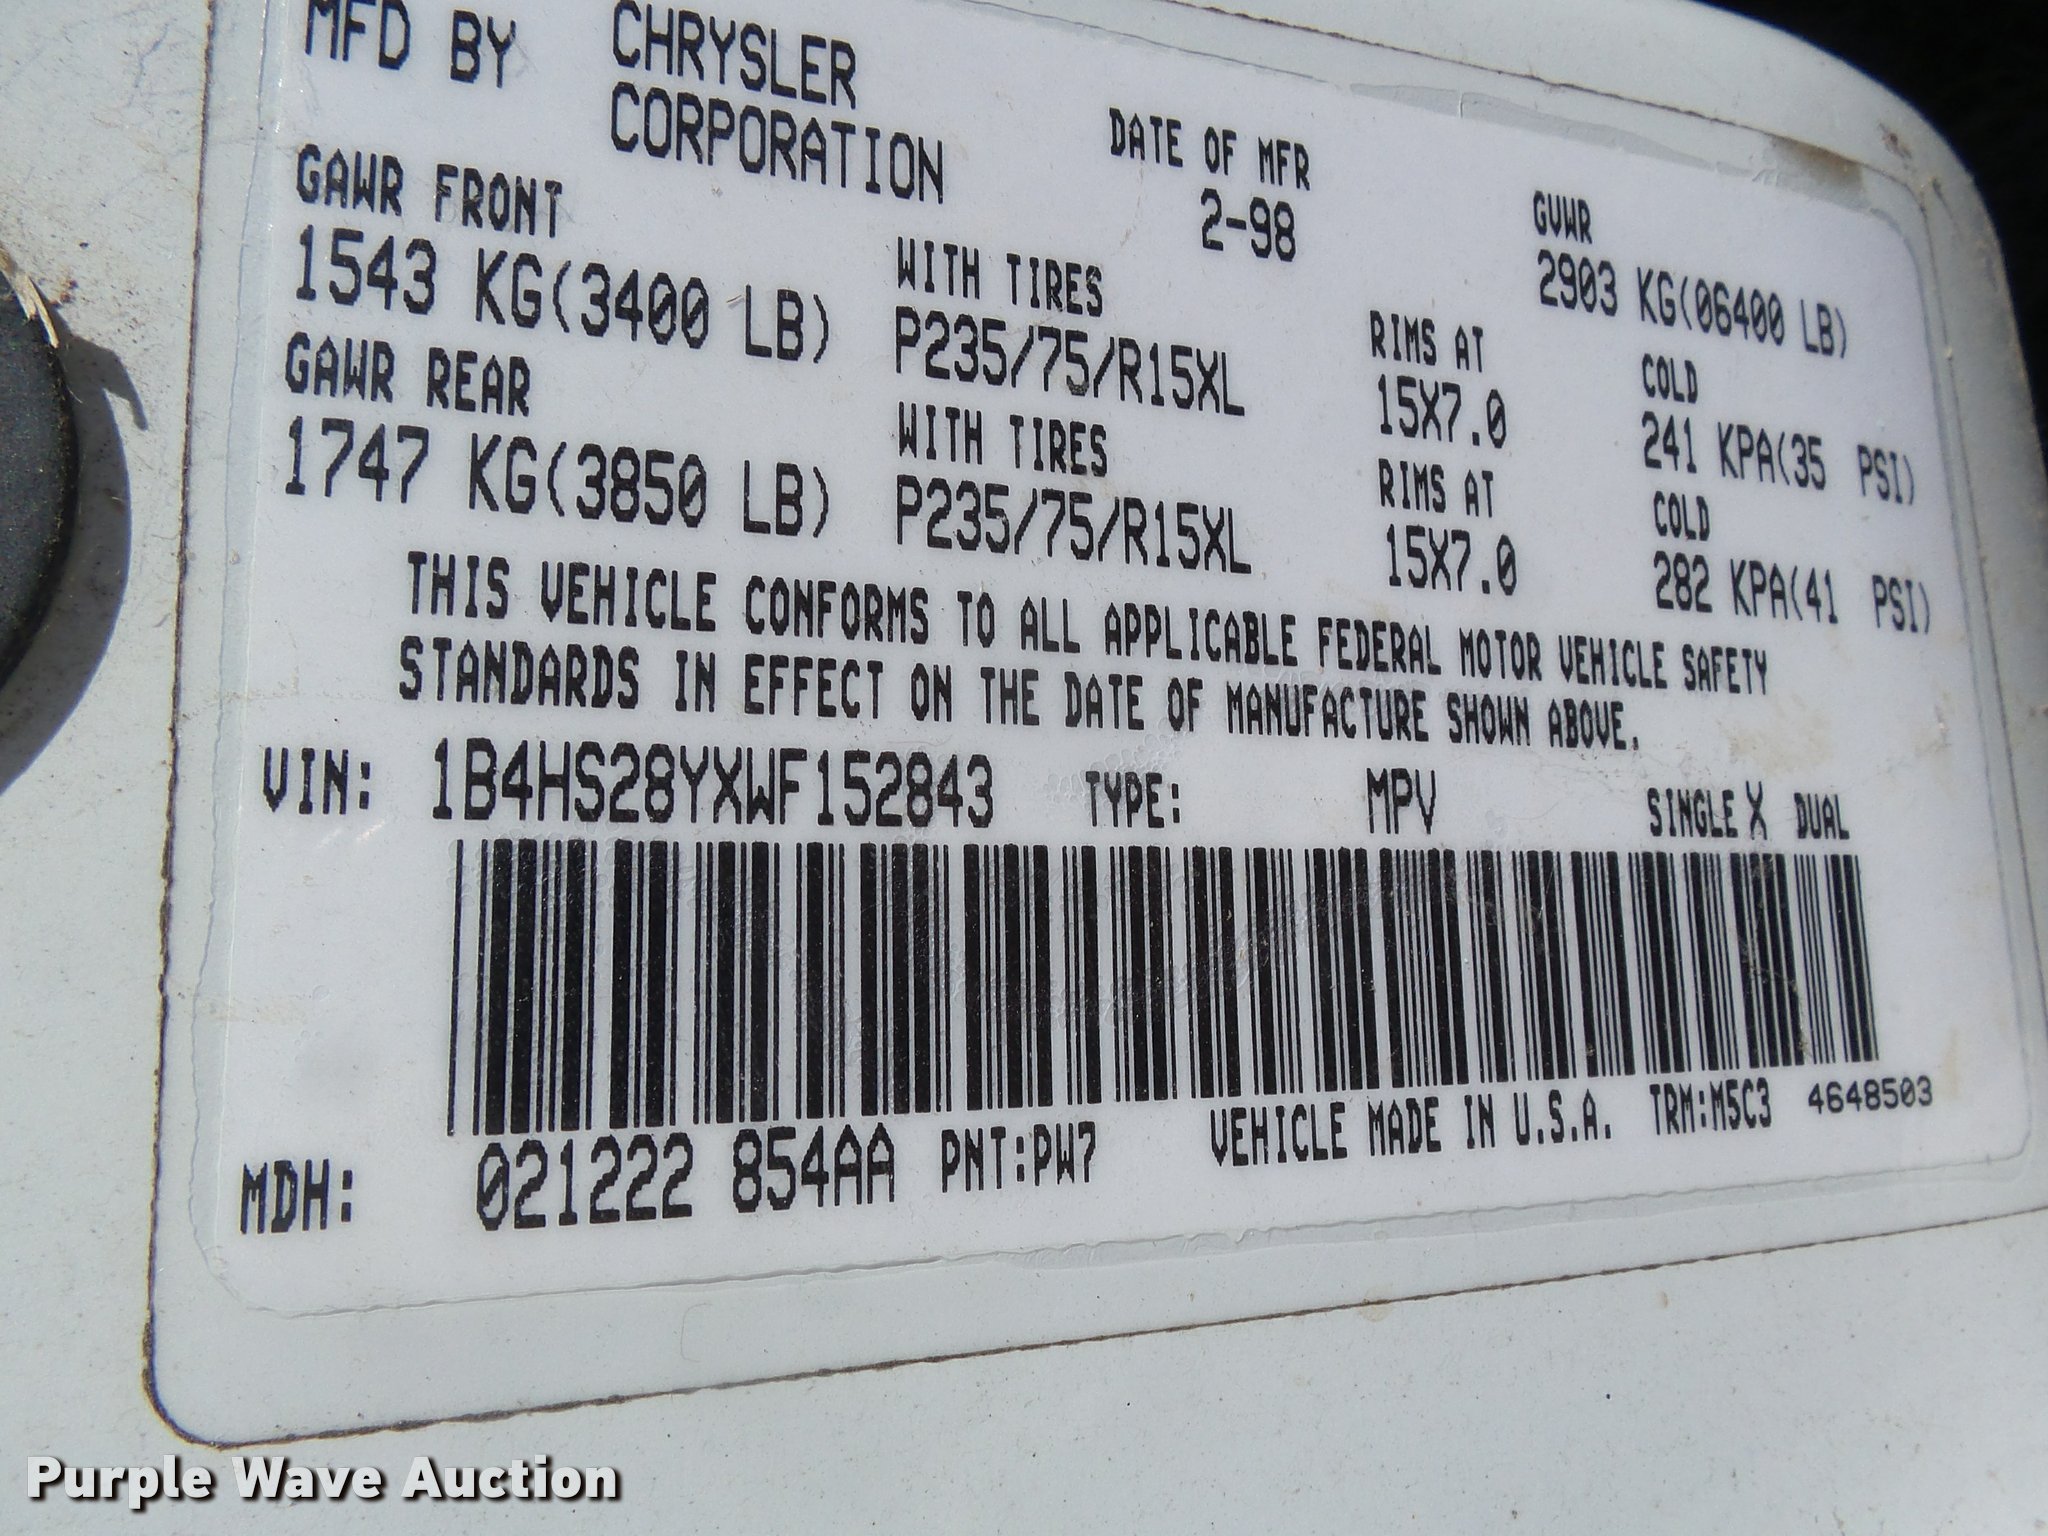 MFD BY CHRYSLER
CORPORATION
DATE OF MFR
2-98
GVWR
2903 KG(06400 LB)
GAWR FRONT
1543 KG(3400 LB)
WITH TIRES
P235/75/R15XL
RIMS AT
15X7.0
COLD
241 KPA(35 PSI)
GAWR REAR
1747 KG(3850 LB)
WITH TIRES
P235/75/R15XL
RIMS AT
15X7.0
COLD
282 KPA(41 PSI)
THIS VEHICLE CONFORMS TO ALL APPLICABLE FEDERAL MOTOR VEHICLE SAFETY
STANDARDS IN EFFECT ON THE DATE OF MANUFACTURE SHOWN ABOVE.
VIN: 1B4HS28YXWF152843 TYPE: MPV SINGLE X DUAL
MDH: 021222 854AA PNT:PW7 VEHICLE MADE IN U.S.A. TRM:M5C3 4648503
Purple Wave Auction